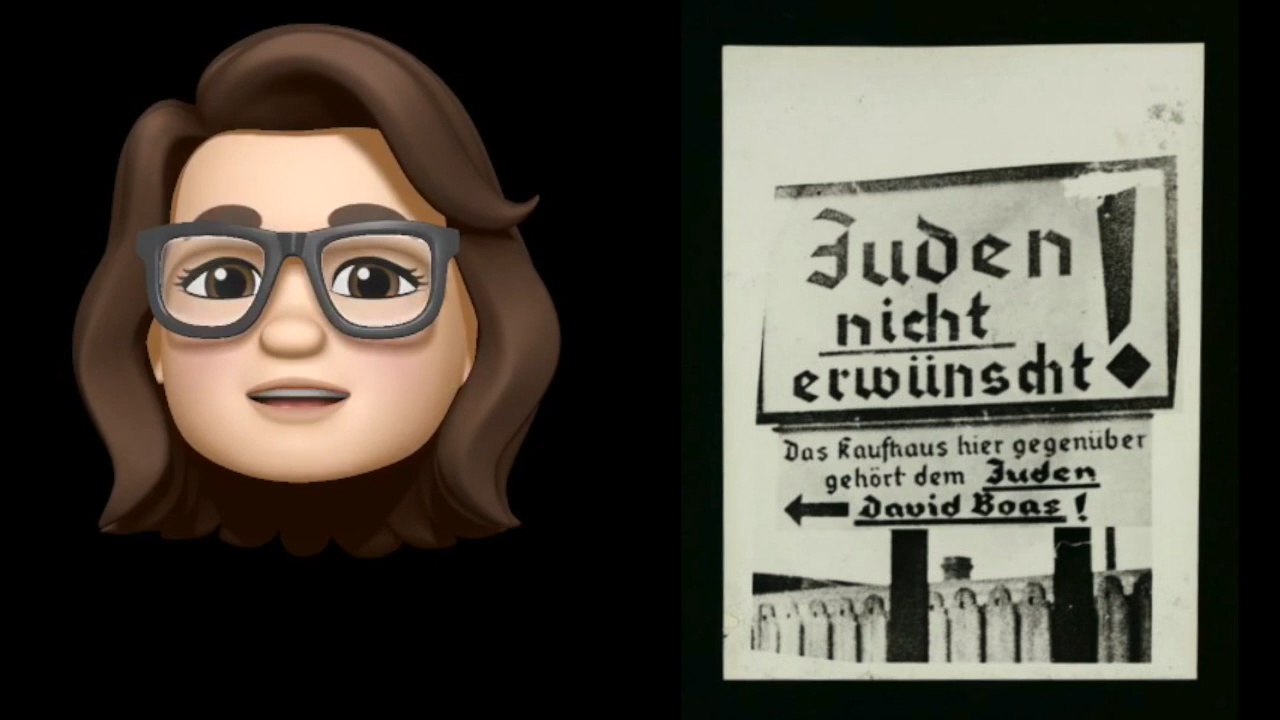 Juden
nicht
erwünscht!
Das Kaufhaus hier gegenüber
gehört dem Juden
David Boas!